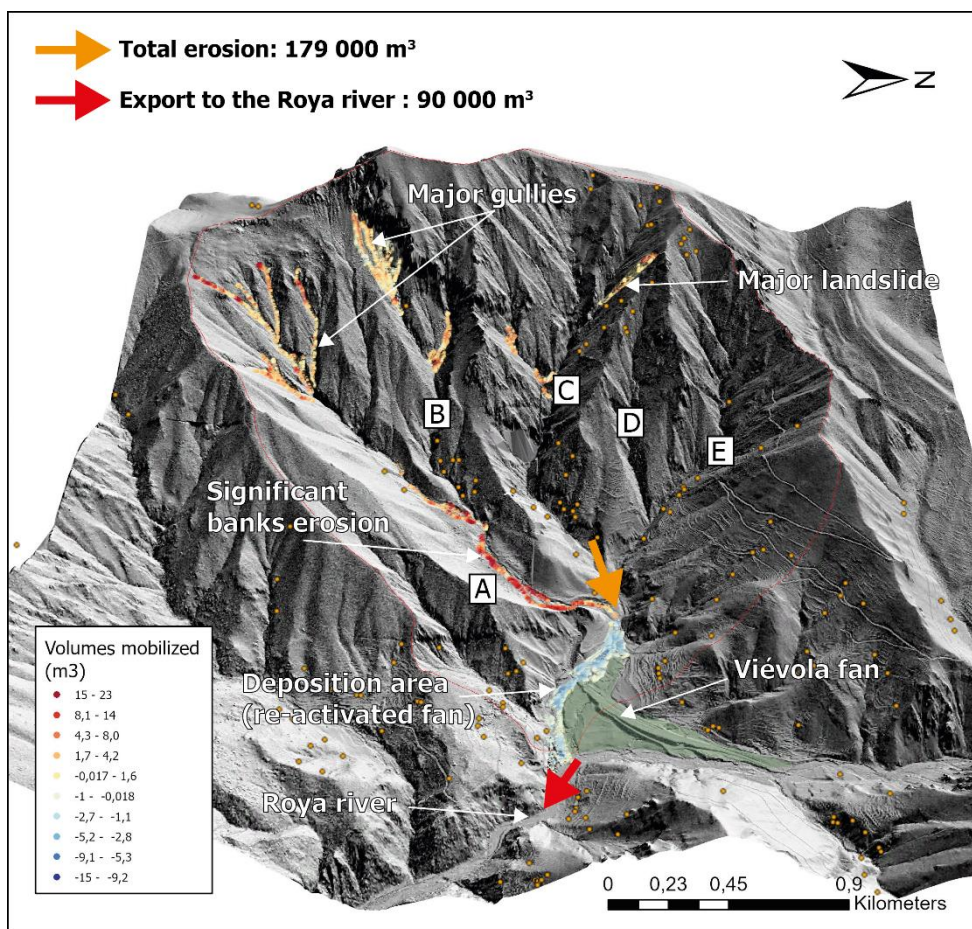 Total erosion: 179 000 m³
Export to the Roya river : 90 000 m³
N
Major gullies
Major landslide
B
C
D
E
Significant
banks erosion
A
Volumes mobilized
(m3)
15 - 23
8,1 - 14
4,3 - 8,0
1,7 - 4,2
-0,017 - 1,6
-1 - -0,018
-2,7 - -1,1
-5,2 - -2,8
-9,1 - -5,3
-15 - -9,2
Deposition area
(re-activated fan)
Viévola fan
Roya river
0 0,23 0,45 0,9
Kilometers